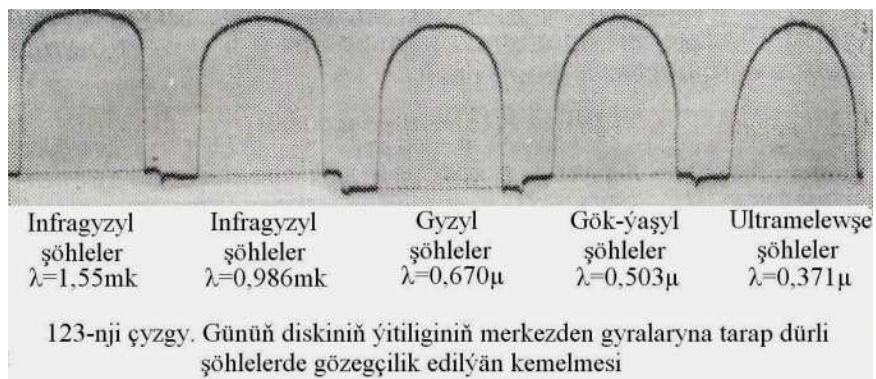 Infragyzyl Infragyzyl Gyzyl Gök-ýaşyl Ultramelewşe
şöhleler şöhleler şöhleler şöhleler şöhleler
λ=1,55mk λ=0,986mk λ=0,670µ λ=0,503µ λ=0,371µ
123-nji çyzgy. Günüň diskiniň ýitiliginiň merkezden gyralaryna tarap dürli
şöhlelerde gözegçilik edilýän kemelmesi